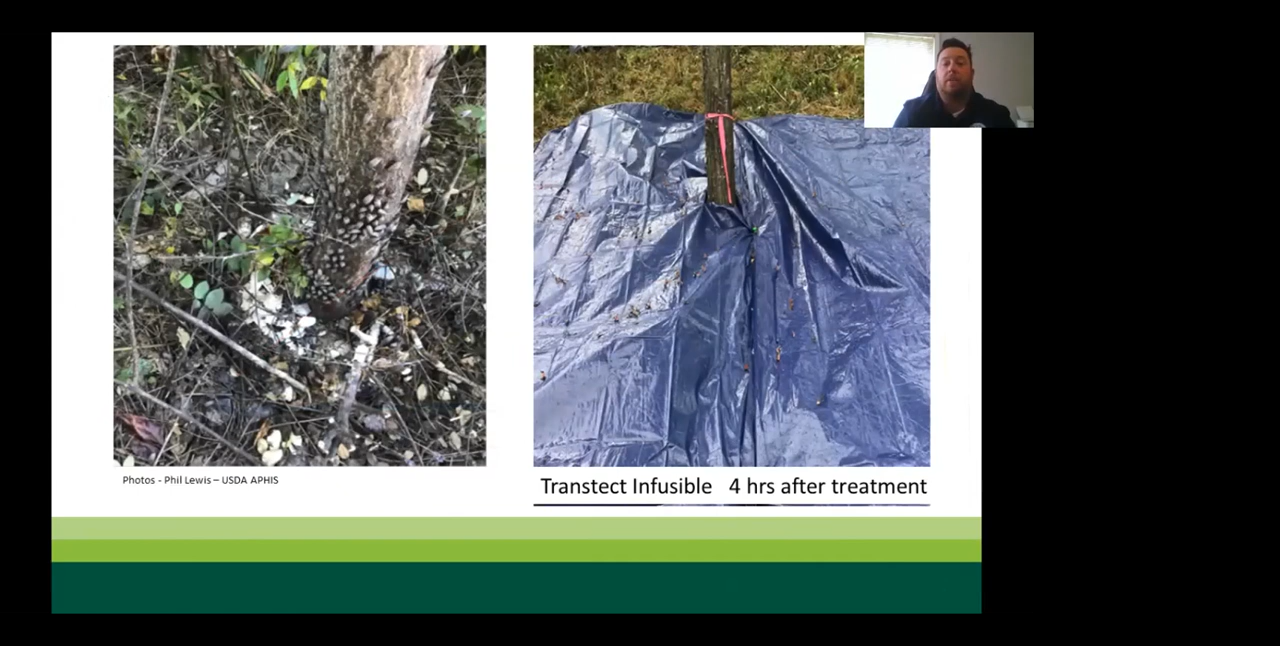 Photos - Phil Lewis – USDA APHIS
Transtect Infusible 4 hrs after treatment